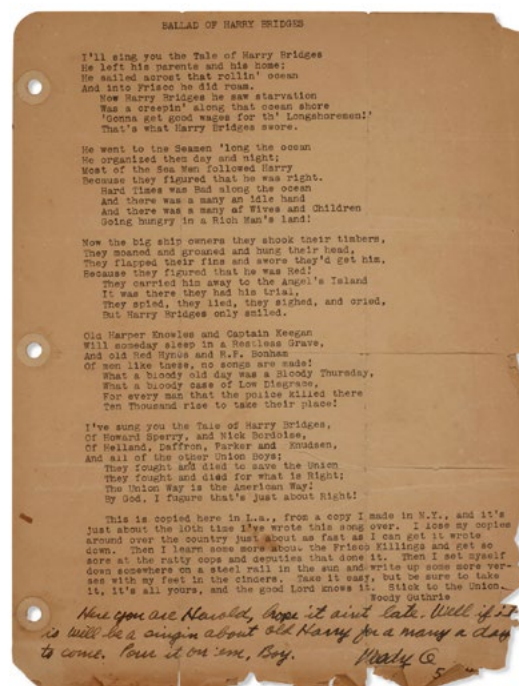 BALLAD OF HARRY BRIDGES
I'll sing you the Tale of Harry Bridges
He left his parents and his home;
He sailed acrost that rollin' ocean
And into Frisco he did roam.
Now Harry Bridges he saw starvation
Was a creepin' along that ocean shore
'Gonna get good wages for th' Longshoremen!'
That's what Harry Bridges swore.
He went to the Seamen 'long the ocean
He organized them day and night;
Most of the Sea Men followed Harry
Because they figured that he was right.
Hard Times was Bad along the ocean
And there was a many an idle hand
And there was a many of Wives and Children
Going hungry in a Rich Man's land!
Now the big ship owners they shook their timbers,
They moaned and groaned and hung their head,
They flapped their fins and swore they'd get him,
Because they figured that he was Red!
They carried him away to the Angel's Island
It was there they had his trial,
They spied, they lied, they sighed, and cried,
But Harry Bridges only smiled.
Old Harper Knowles and Captain Keegan
Will someday sleep in a Restless Grave,
And old Red Hynes and R.P. Bonham
Of men like these, no songs are made!
What a bloody old day was a Bloody Thursday,
What a bloody case of Low Disgrace,
For every man that the police killed there
Ten Thousand rise to take their place!
I've sung you the Tale of Harry Bridges,
Of Howard Sperry, and Nick Bordoise,
Of Heiland, Daffron, Parker and Knudsen,
And all of the other Union Boys;
They fought and died to save the Union
They fought and died for what is Right;
The Union Way is the American Way!
By God, I fugure that's just about Right!
This is copied here in L.a., from a copy I made in N.Y., and it's
just about the 10th time I've wrote this song over. I lose my copies
around over the country just about as fast as I can get it wrote
down. Then I learn some more about the Frisco Killings and get so
sore at the ratty cops and deputies that done it. Then I set myself
down somewhere on a steel rail in the sun and write up some more ver-
ses with my feet in the cinders. Take it easy, but be sure to take
it, it's all yours, and the good Lord knows it. Stick to the Union.
Woody Guthrie
Here you are Harold, hope it aint late. Well if it
is will be a singin about old Harry for a many a day
to come. Pour it on 'em, Boy. Woody G